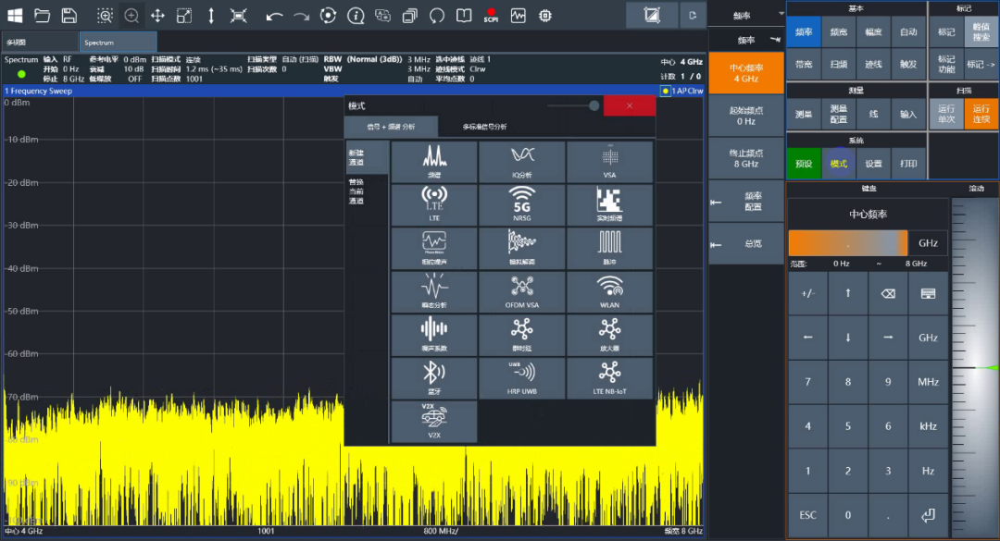 SCPI
多视图
Spectrum
Spectrum 输入 RF 参考电平 0 dBm 扫描模式 连续 扫描类型 自动 (扫描) RBW (Normal (3dB)) 3 MHz 选中迹线 迹线 1 中心 4 GHz
开始 0 Hz 衰减 10 dB 扫描时间 1.2 ms (~35 ms) 扫描次数 0 VBW 3 MHz 迹线模式 Clrw 计数 1 / 0
停止 8 GHz 低噪放 OFF 扫描点数 1001 触发 自动 平均点数 0
1 Frequency Sweep
1 AP Clrw
0 dBm
-10 dBm
-20 dBm
-30 dBm
-40 dBm
-50 dBm
-60 dBm
-70 dBm
-80 dBm
-90 dBm
中心 4 GHz
1001
800 MHz/
频宽 8 GHz
模式
信号 + 频谱 分析
多标准信号分析
新建
通道
替换
当前
通道
频谱
IQ分析
VSA
LTE
LTE
5G
NR5G
实时频谱
相位噪声
模拟解调
脉冲
瞬态分析
OFDM VSA
WLAN
噪声系数
群时延
放大器
蓝牙
UWB
HRP UWB
LTE NB-IoT
V2X
V2X
频率
频率
中心频率
4 GHz
起始频点
0 Hz
终止频点
8 GHz
频率
配置
总览
基本
频率
频宽
幅度
自动
带宽
扫频
迹线
触发
标记
标记
峰值
搜索
标记
功能
标记 ->
测量
测量
测量
配置
线
输入
扫描
运行
单次
运行
连续
系统
预设
模式
设置
打印
键盘
滚动
中心频率
.
GHz
范围: 0 Hz ~ 8 GHz
+/- ↑ ⌫
← ↓ → GHz
7 8 9 MHz
4 5 6 kHz
1 2 3 Hz
ESC 0 .